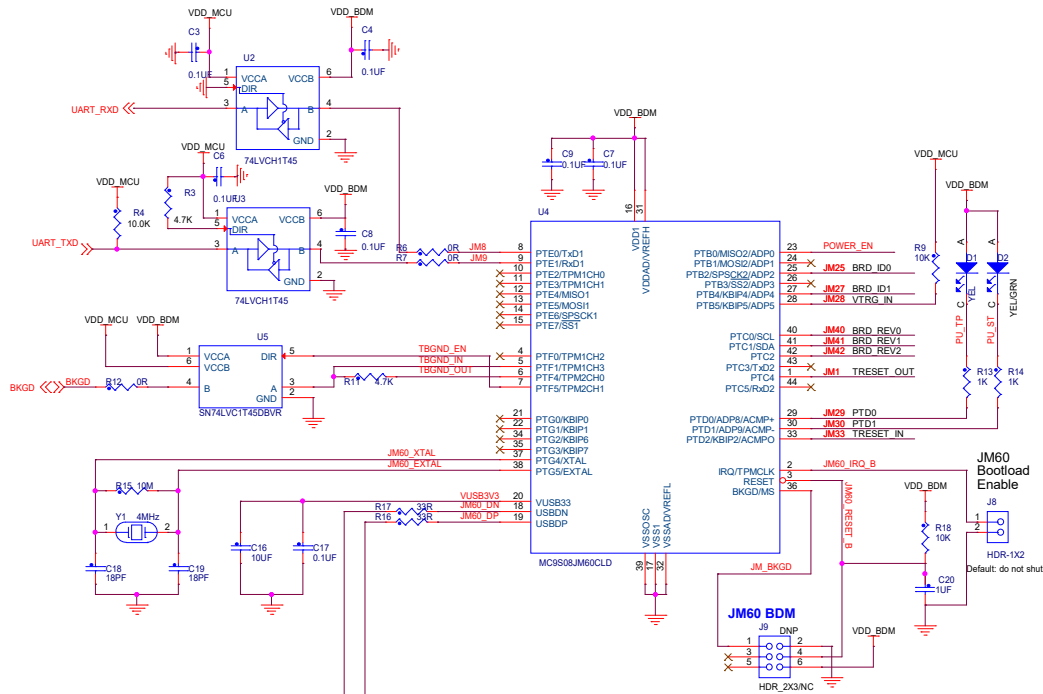 VDD_MCU
VDD_BDM
C3
0.1UF
C4
0.1UF
U2
1
VCCA
VCCB
6
5
DIR
UART_RXD
3
A
B
4
GND
2
74LVCH1T45
VDD_MCU
C6
0.1UF
VDD_MCU
R3
4.7K
R4
10.0K
U3
VDD_BDM
1
VCCA
VCCB
6
5
DIR
C8
0.1UF
UART_TXD
3
A
B
4
GND
2
74LVCH1T45
R6
0R
JM8
R7
0R
JM9
VDD_MCU
VDD_BDM
U5
1
VCCA
DIR
5
6
VCCB
BKGD
BKGD
R12
0R
4
B
A
3
GND
2
SN74LVC1T45DBVR
TBGND_EN
TBGND_IN
TBGND_OUT
R11
4.7K
VDD_BDM
C9
0.1UF
C7
0.1UF
U4
16
31
VDD1
VDDAD/VREFH
8
PTE0/TxD1
9
PTE1/RxD1
10
PTE2/TPM1CH0
11
PTE3/TPM1CH1
12
PTE4/MISO1
13
PTE5/MOSI1
14
PTE6/SPSCK1
15
PTE7/SS1
4
PTF0/TPM1CH2
5
PTF1/TPM1CH3
6
PTF4/TPM2CH0
7
PTF5/TPM2CH1
21
PTG0/KBIP0
22
PTG1/KBIP1
34
PTG2/KBIP6
35
PTG3/KBIP7
37
PTG4/XTAL
38
PTG5/EXTAL
20
VUSB33
18
USBDN
19
USBDP
PTB0/MISO2/ADP0
23
POWER_EN
PTB1/MOSI2/ADP1
24
PTB2/SPSCK2/ADP2
25
JM25
BRD_ID0
PTB3/SS2/ADP3
26
PTB4/KBIP4/ADP4
27
JM27
BRD_ID1
PTB5/KBIP5/ADP5
28
JM28
VTRG_IN
PTC0/SCL
40
JM40
BRD_REV0
PTC1/SDA
41
JM41
BRD_REV1
PTC2
42
JM42
BRD_REV2
PTC3/TxD2
43
PTC4
1
JM1
TRESET_OUT
PTC5/RxD2
44
PTD0/ADP8/ACMP+
29
JM29
PTD0
PTD1/ADP9/ACMP-
30
JM30
PTD1
PTD2/KBIP2/ACMPO
33
JM33
TRESET_IN
IRQ/TPMCLK
2
JM60_IRQ_B
RESET
3
BKGD/MS
36
JM60_RESET_B
VSSOSC
VSS1
VSSAD/VREFL
39
17
32
MC9S08JM60CLD
VDD_MCU
R9
10K
VDD_BDM
A
D1
YEL
C
A
D2
YEL/GRN
C
PU_TP
PU_ST
R13
1K
R14
1K
JM60_XTAL
JM60_EXTAL
R15
10M
Y1
4MHz
1
2
C18
18PF
C19
18PF
VUSB3V3
R17
33R
JM60_DN
R16
33R
JM60_DP
C16
10UF
C17
0.1UF
JM_BKGD
JM60 BDM
J9
DNP
1
2
3
4
5
6
HDR_2X3/NC
VDD_BDM
VDD_BDM
R18
10K
C20
1UF
JM60
Bootload
Enable
J8
1
2
HDR-1X2
Default: do not shut